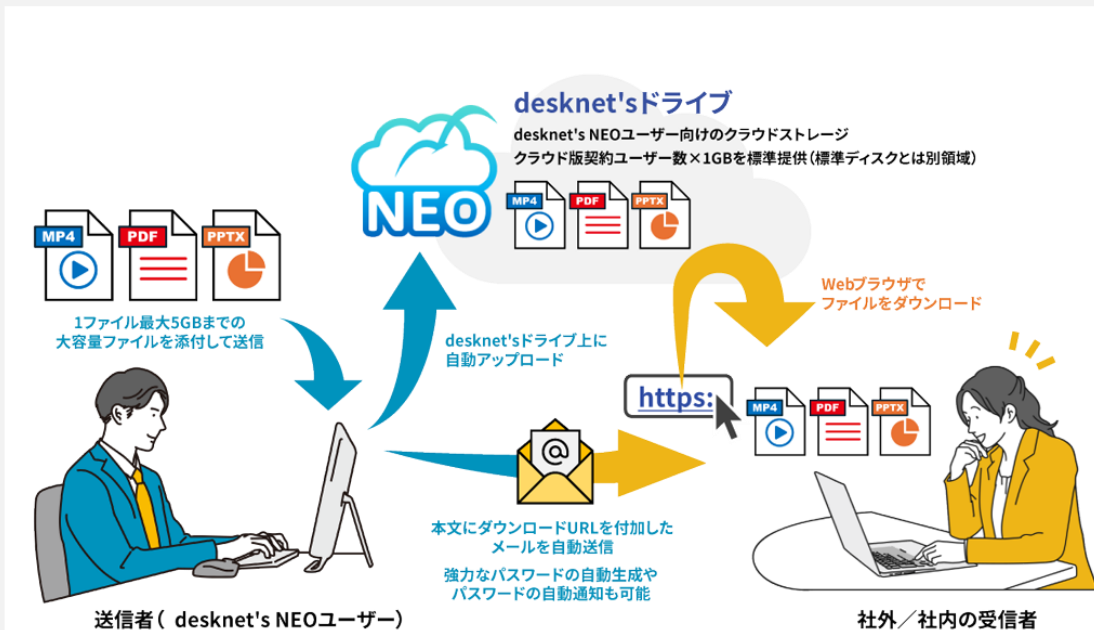 desknet'sドライブ
desknet's NEOユーザー向けのクラウドストレージ
クラウド版契約ユーザー数×1GBを標準提供（標準ディスクとは別領域）
NEO
MP4 PDF PPTX
MP4 PDF PPTX
1ファイル最大5GBまでの
大容量ファイルを添付して送信
desknet'sドライブ上に
自動アップロード
Webブラウザで
ファイルをダウンロード
https:
MP4 PDF PPTX
@
本文にダウンロードURLを付加した
メールを自動送信
強力なパスワードの自動生成や
パスワードの自動通知も可能
送信者（ desknet's NEOユーザー）
社外／社内の受信者